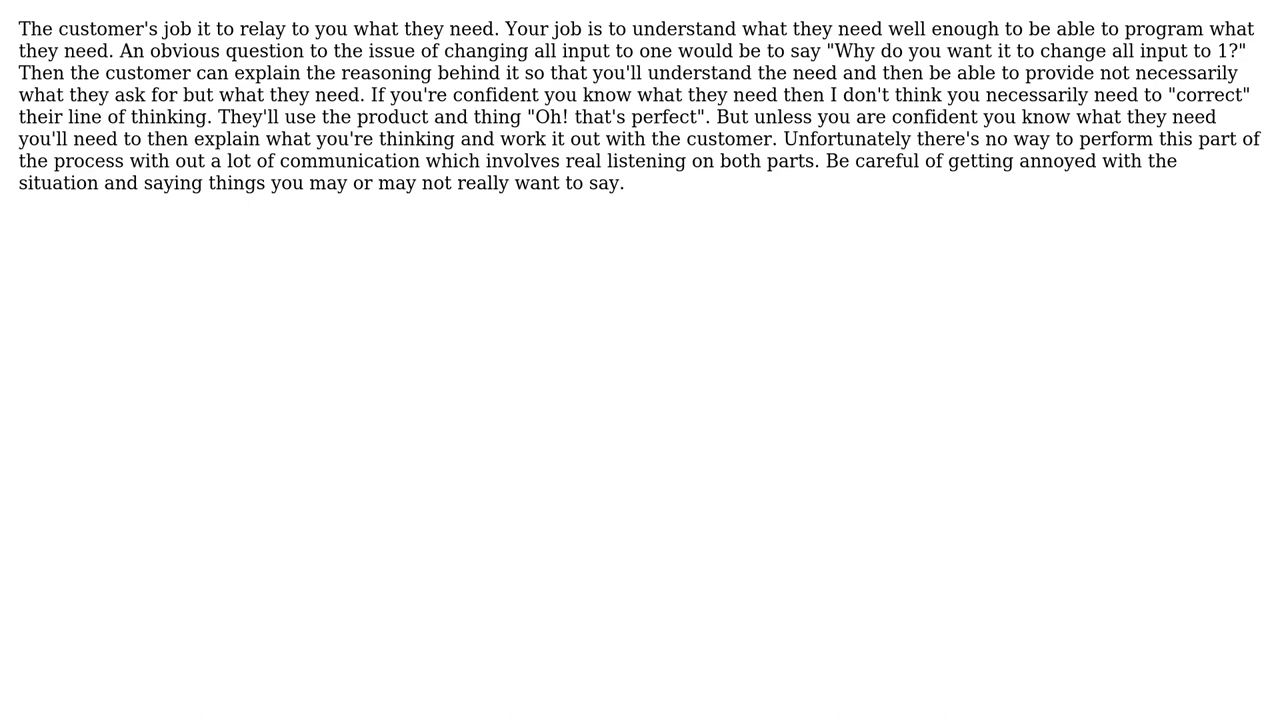 The customer's job it to relay to you what they need. Your job is to understand what they need well enough to be able to program what
they need. An obvious question to the issue of changing all input to one would be to say "Why do you want it to change all input to 1?"
Then the customer can explain the reasoning behind it so that you'll understand the need and then be able to provide not necessarily
what they ask for but what they need. If you're confident you know what they need then I don't think you necessarily need to "correct"
their line of thinking. They'll use the product and thing "Oh! that's perfect". But unless you are confident you know what they need
you'll need to then explain what you're thinking and work it out with the customer. Unfortunately there's no way to perform this part of
the process with out a lot of communication which involves real listening on both parts. Be careful of getting annoyed with the
situation and saying things you may or may not really want to say.